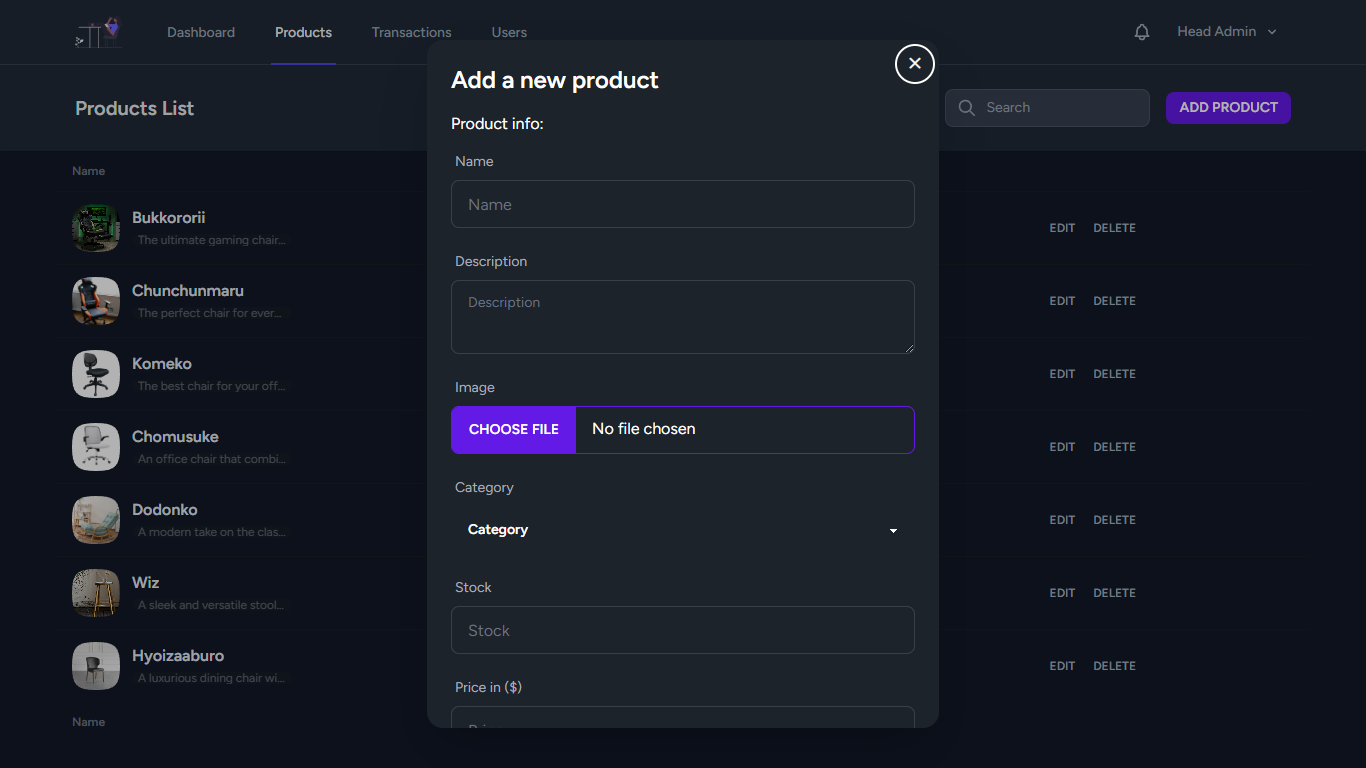 Dashboard Products Transactions Users Head Admin
Add a new product
Products List
Search
ADD PRODUCT
Product info:
Name
Name
Name
Bukkororii
The ultimate gaming chair...
EDIT DELETE
Description
Description
Chunchunmaru
The perfect chair for ever...
EDIT DELETE
Komeko
The best chair for your off...
EDIT DELETE
Image
CHOOSE FILE No file chosen
Chomusuke
An office chair that combi...
EDIT DELETE
Category
Category
Dodonko
A modern take on the clas...
EDIT DELETE
Stock
Stock
Wiz
A sleek and versatile stool...
EDIT DELETE
Hyoizaaburo
A luxurious dining chair wi...
EDIT DELETE
Price in ($)
Name